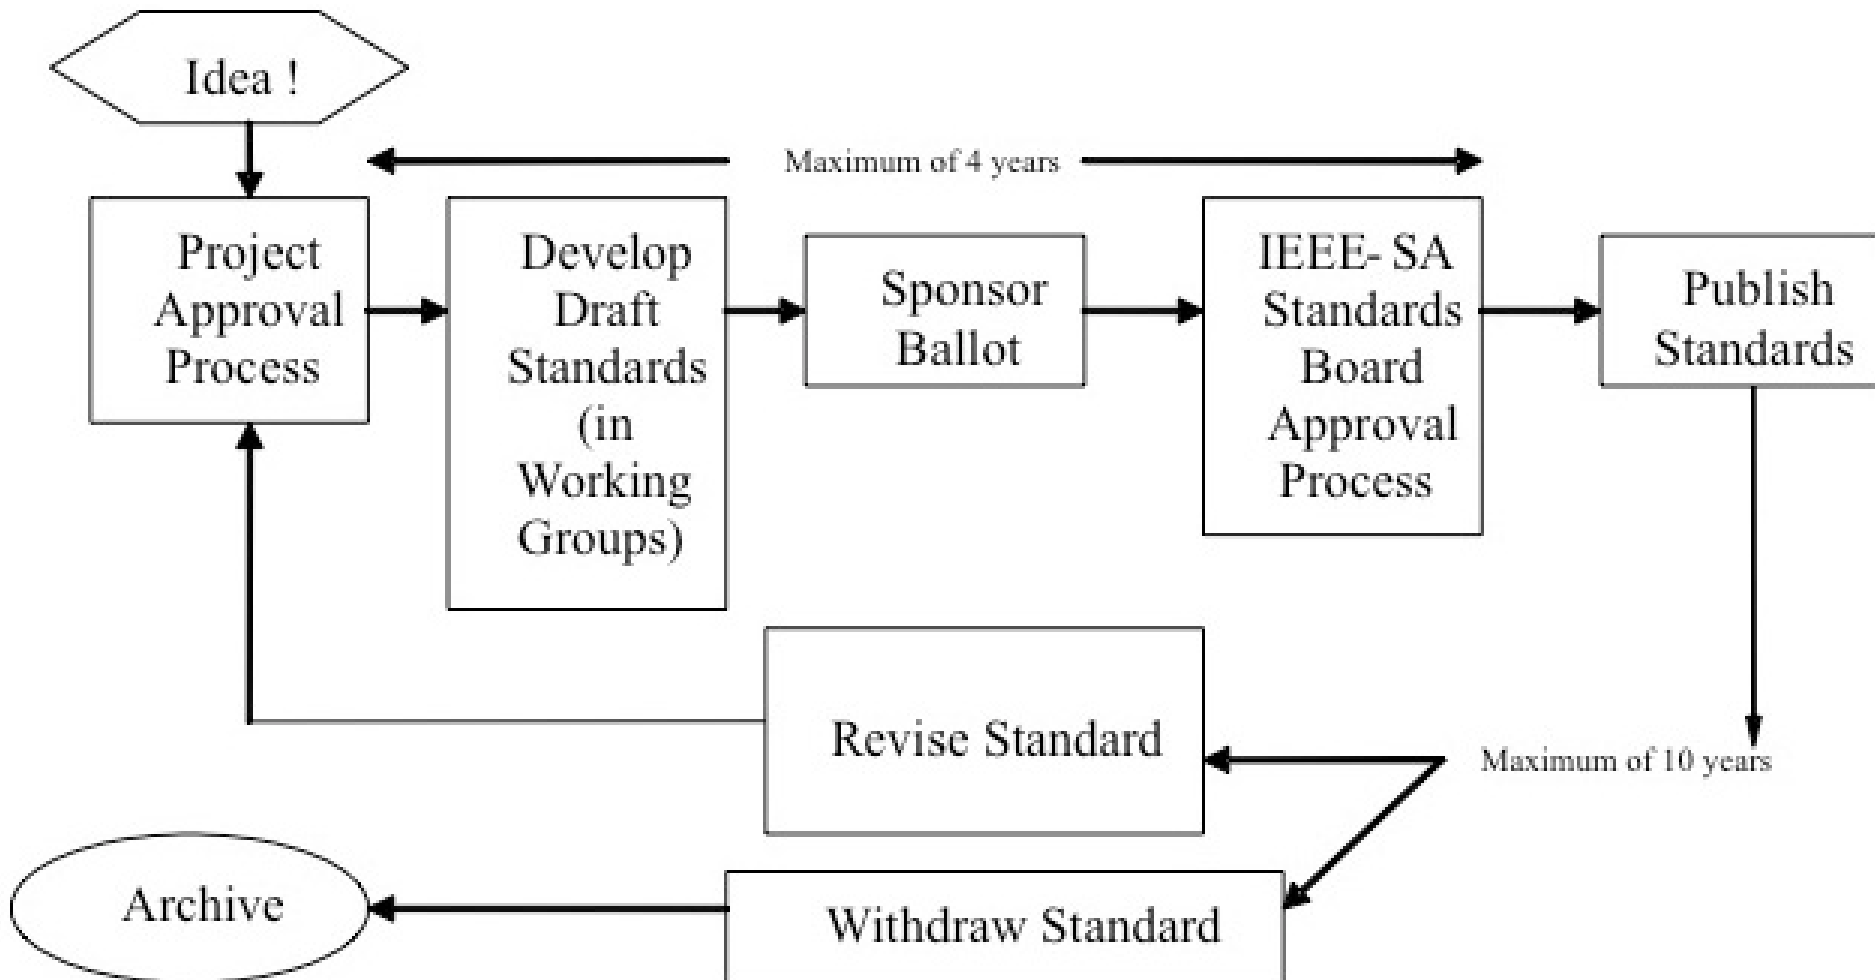 Idea !
Maximum of 4 years
Project
Approval
Process
Develop
Draft
Standards
(in
Working
Groups)
Sponsor
Ballot
IEEE- SA
Standards
Board
Approval
Process
Publish
Standards
Revise Standard
Maximum of 10 years
Archive
Withdraw Standard